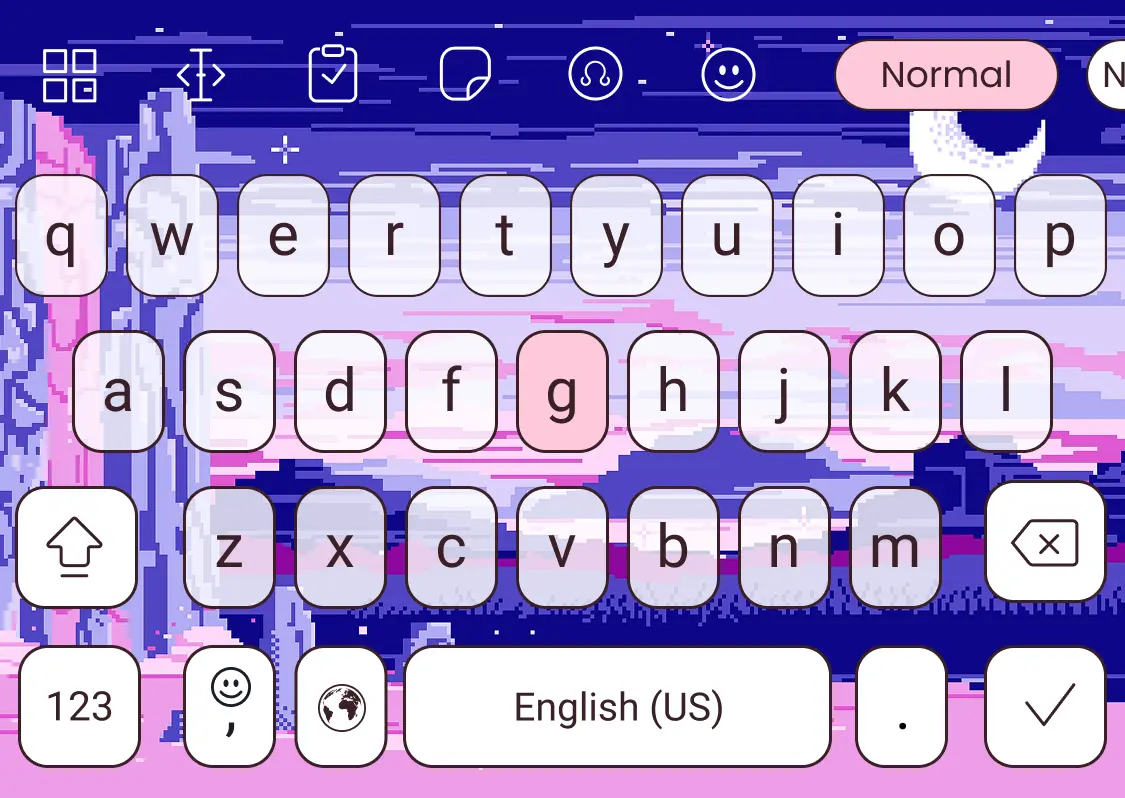 Normal N
q w e r t y u i o p
a s d f g h j k l
z x c v b n m
123 , English (US) .